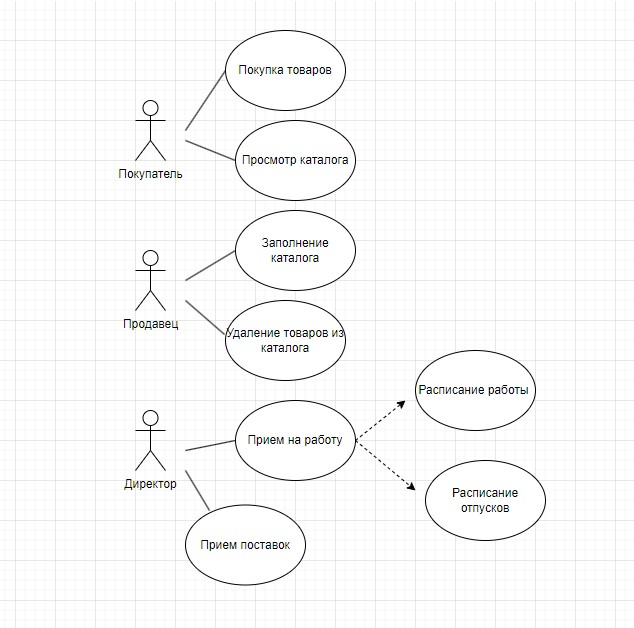 Покупка товаров
Покупатель
Просмотр каталога
Заполнение
каталога
Продавец
Удаление товаров из
каталога
Расписание работы
Прием на работу
Директор
Расписание
отпусков
Прием поставок